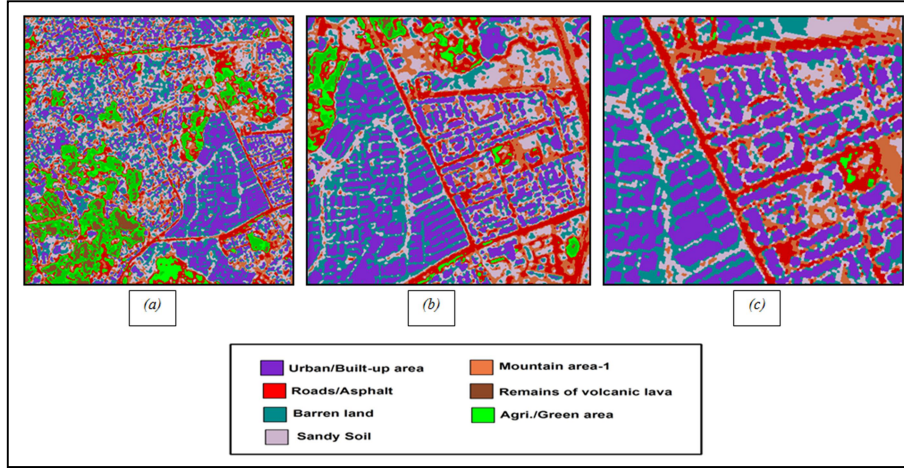 (a)
(b)
(c)
Urban/Built-up area
Roads/Asphalt
Barren land
Sandy Soil
Mountain area-1
Remains of volcanic lava
Agri./Green area